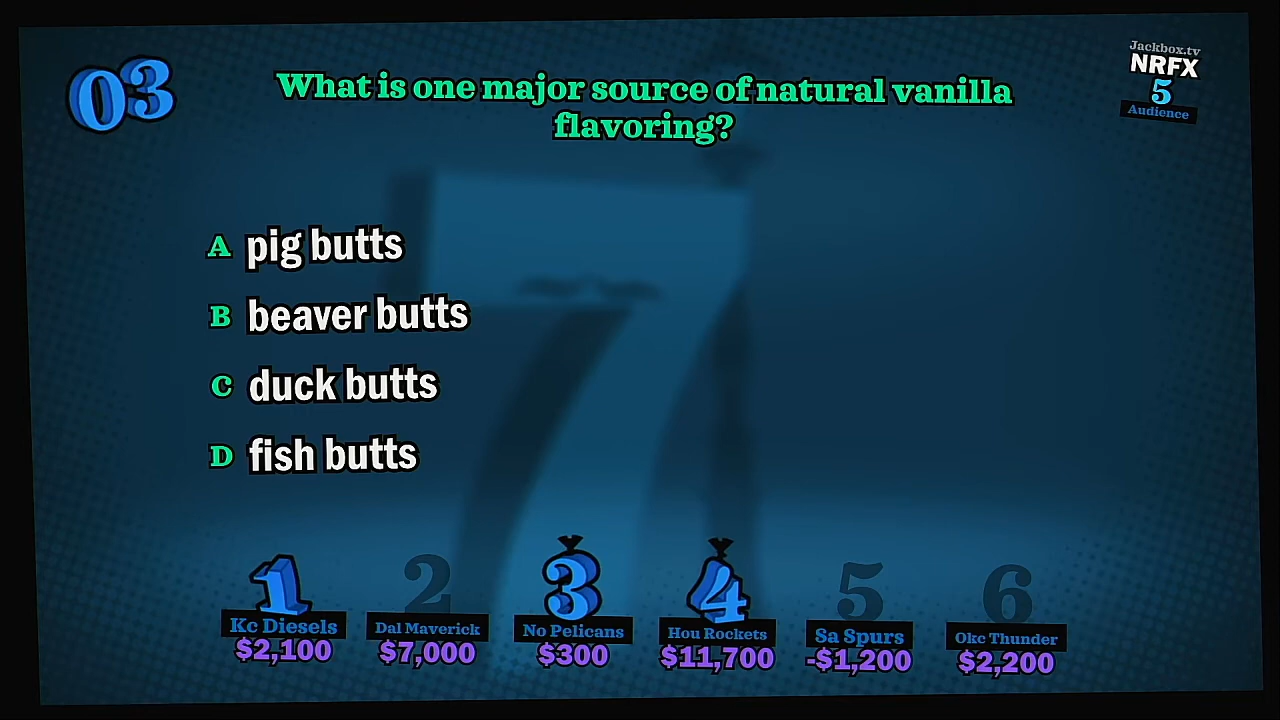 03
What is one major source of natural vanilla
flavoring?
Jackbox.tv
NRFX
5
Audience
A pig butts
B beaver butts
C duck butts
D fish butts
7
1 2 3 4 5 6
Kc Diesels Dal Maverick No Pelicans Hou Rockets Sa Spurs Okc Thunder
$2,100 $7,000 $300 $11,700 -$1,200 $2,200